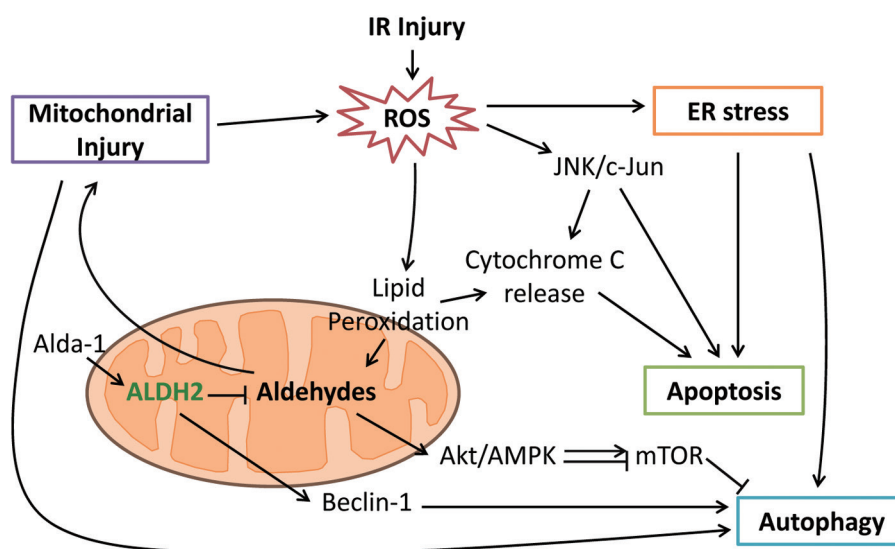 IR Injury
Mitochondrial
Injury
ROS
ER stress
JNK/c-Jun
Cytochrome C
release
Lipid
Peroxidation
Alda-1
ALDH2
Aldehydes
Apoptosis
Akt/AMPK
mTOR
Beclin-1
Autophagy